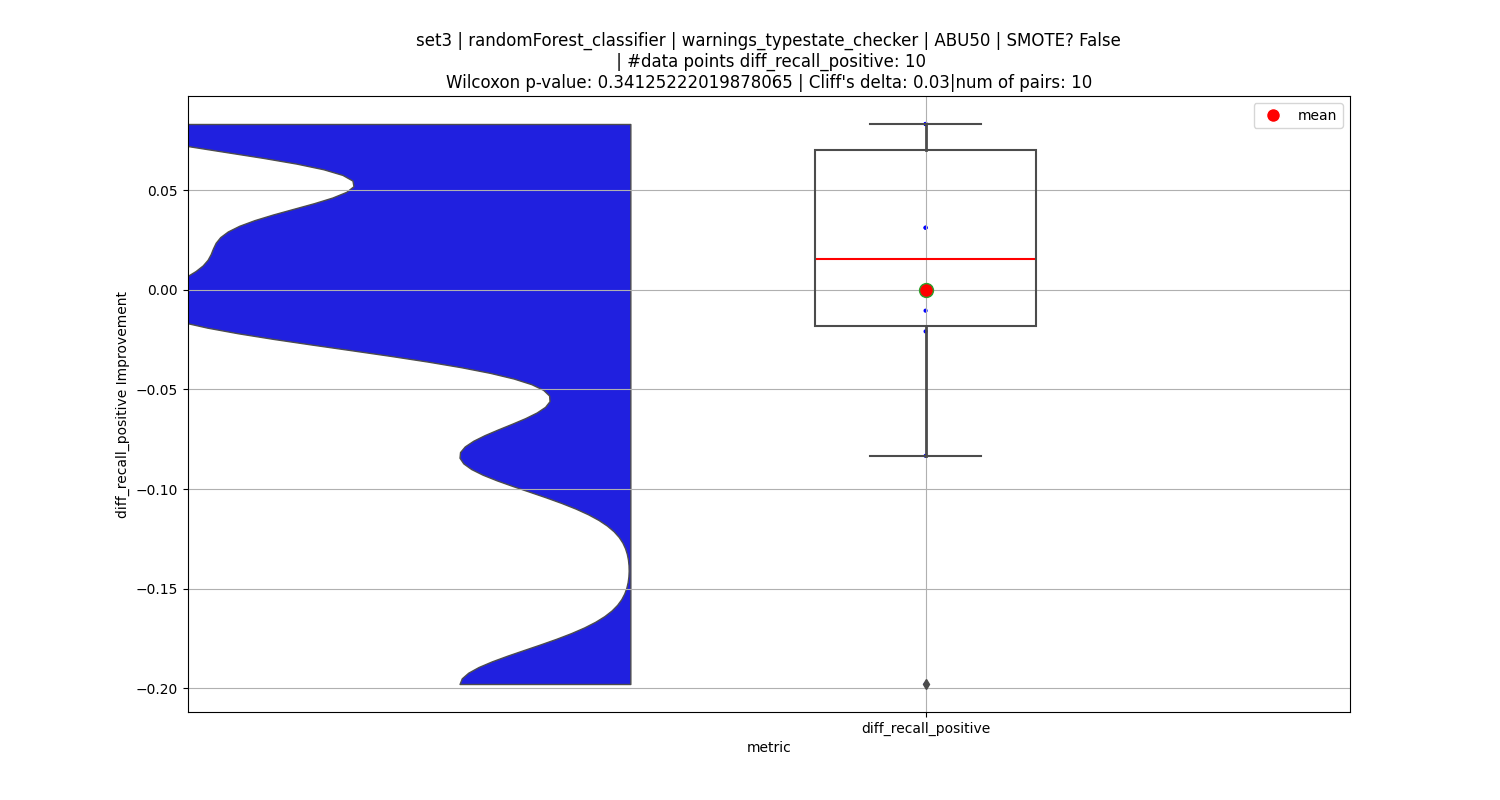 set3 | randomForest_classifier | warnings_typestate_checker | ABU50 | SMOTE? False
| #data points diff_recall_positive: 10
Wilcoxon p-value: 0.34125222019878065 | Cliff's delta: 0.03|num of pairs: 10
mean
0.05
0.00
−0.05
−0.10
−0.15
−0.20
diff_recall_positive Improvement
diff_recall_positive
metric